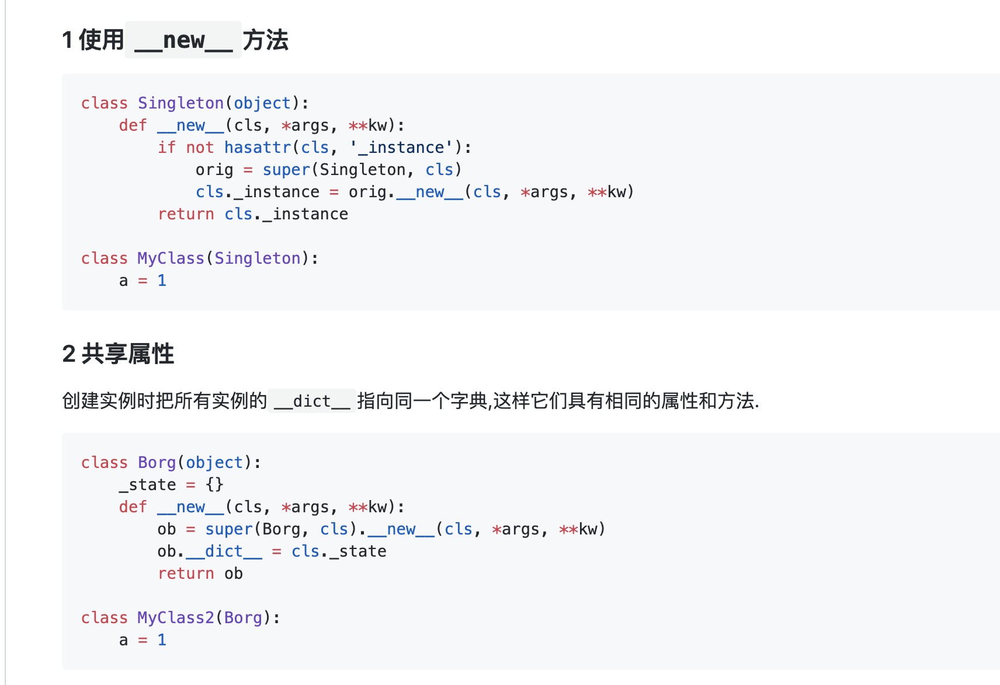 1 使用 __new__ 方法
class Singleton(object):
    def __new__(cls, *args, **kw):
        if not hasattr(cls, '_instance'):
            orig = super(Singleton, cls)
            cls._instance = orig.__new__(cls, *args, **kw)
        return cls._instance
class MyClass(Singleton):
    a = 1
2 共享属性
创建实例时把所有实例的 __dict__ 指向同一个字典,这样它们具有相同的属性和方法.
class Borg(object):
    _state = {}
    def __new__(cls, *args, **kw):
        ob = super(Borg, cls).__new__(cls, *args, **kw)
        ob.__dict__ = cls._state
        return ob
class MyClass2(Borg):
    a = 1